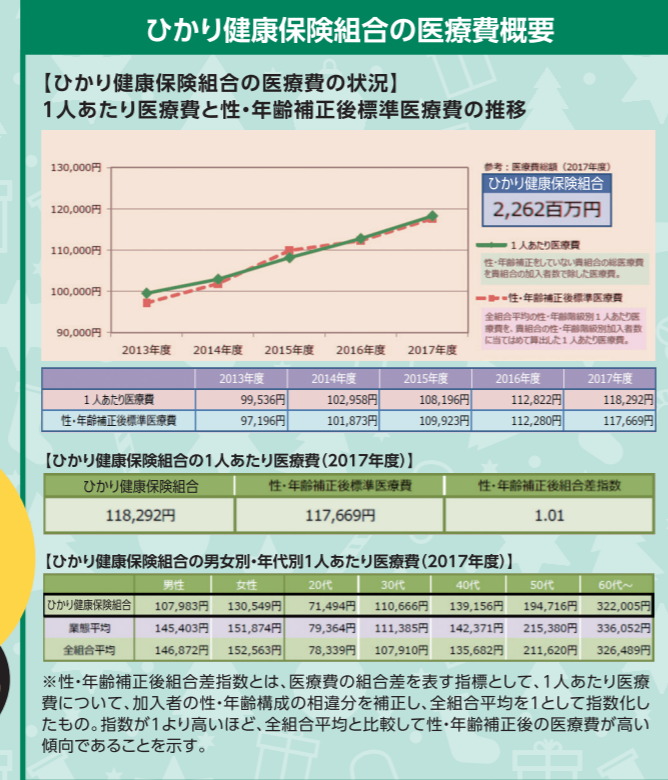 ひかり健康保険組合の医療費概要
【ひかり健康保険組合の医療費の状況】
1人あたり医療費と性・年齢補正後標準医療費の推移
130,000円
120,000円
110,000円
100,000円
90,000円
2013年度 2014年度 2015年度 2016年度 2017年度
参考:医療費総額(2017年度)
ひかり健康保険組合
2,262百万円
1人あたり医療費
性・年齢補正をしていない貴組合の総医療費
を貴組合の加入者数で除した医療費。
性・年齢補正後標準医療費
全組合平均の性・年齢階級別1人あたり医
療費を、貴組合の性・年齢階級別加入者数
に当てはめて算出した1人あたり医療費。
2013年度 2014年度 2015年度 2016年度 2017年度
1人あたり医療費 99,536円 102,958円 108,196円 112,822円 118,292円
性・年齢補正後標準医療費 97,196円 101,873円 109,923円 112,280円 117,669円
【ひかり健康保険組合の1人あたり医療費(2017年度)】
ひかり健康保険組合 性・年齢補正後標準医療費 性・年齢補正後組合差指数
118,292円 117,669円 1.01
【ひかり健康保険組合の男女別・年代別1人あたり医療費(2017年度)】
男性 女性 20代 30代 40代 50代 60代~
ひかり健康保険組合 107,983円 130,549円 71,494円 110,666円 139,156円 194,716円 322,005円
業態平均 145,403円 151,874円 79,364円 111,385円 142,371円 215,380円 336,052円
全組合平均 146,872円 152,563円 78,339円 107,910円 135,682円 211,620円 326,489円
※性・年齢補正後組合差指数とは、医療費の組合差を表す指標として、1人あたり医療
費について、加入者の性・年齢構成の相違分を補正し、全組合平均を1として指数化し
たもの。指数が1より高いほど、全組合平均と比較して性・年齢補正後の医療費が高い
傾向であることを示す。